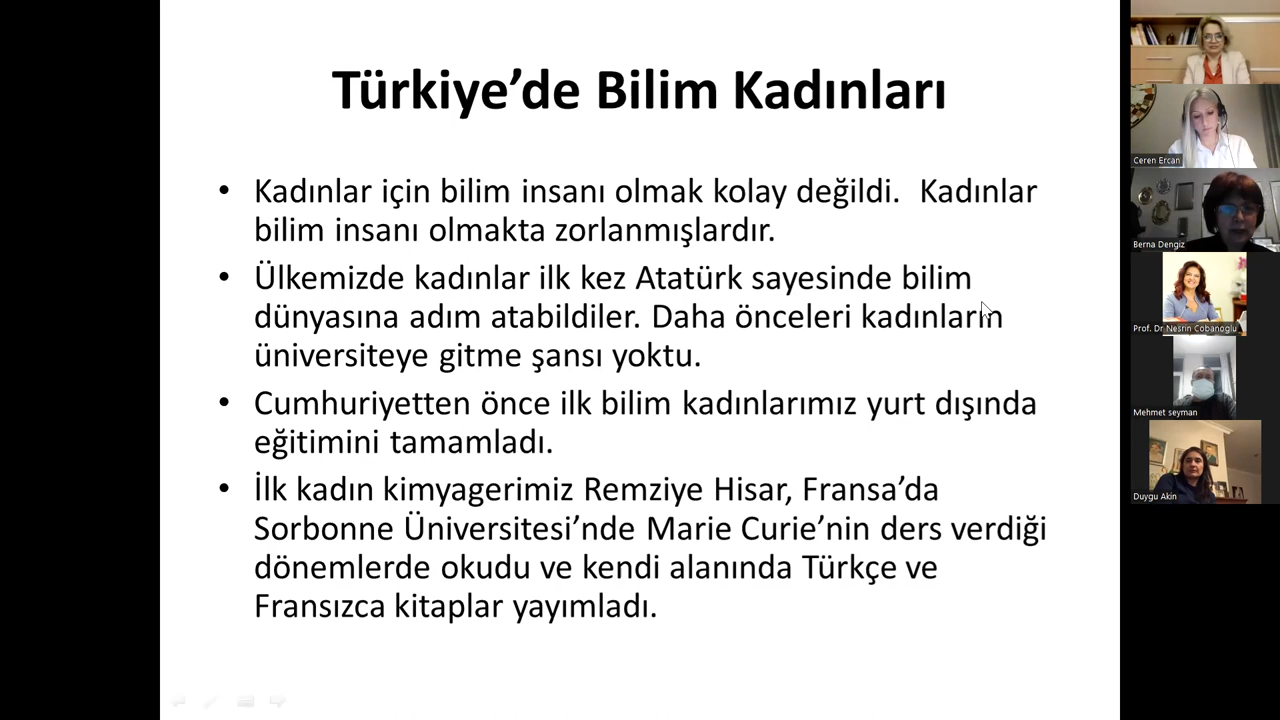 Türkiye’de Bilim Kadınları
• Kadınlar için bilim insanı olmak kolay değildi.  Kadınlar
bilim insanı olmakta zorlanmışlardır.
• Ülkemizde kadınlar ilk kez Atatürk sayesinde bilim
dünyasına adım atabildiler. Daha önceleri kadınların
üniversiteye gitme şansı yoktu.
• Cumhuriyetten önce ilk bilim kadınlarımız yurt dışında
eğitimini tamamladı.
• İlk kadın kimyagerimiz Remziye Hisar, Fransa’da
Sorbonne Üniversitesi’nde Marie Curie’nin ders verdiği
dönemlerde okudu ve kendi alanında Türkçe ve
Fransızca kitaplar yayımladı.
Ceren Ercan
Berna Dengiz
Prof. Dr Nesrin Cobanoglu
Mehmet seyman
Duygu Akin